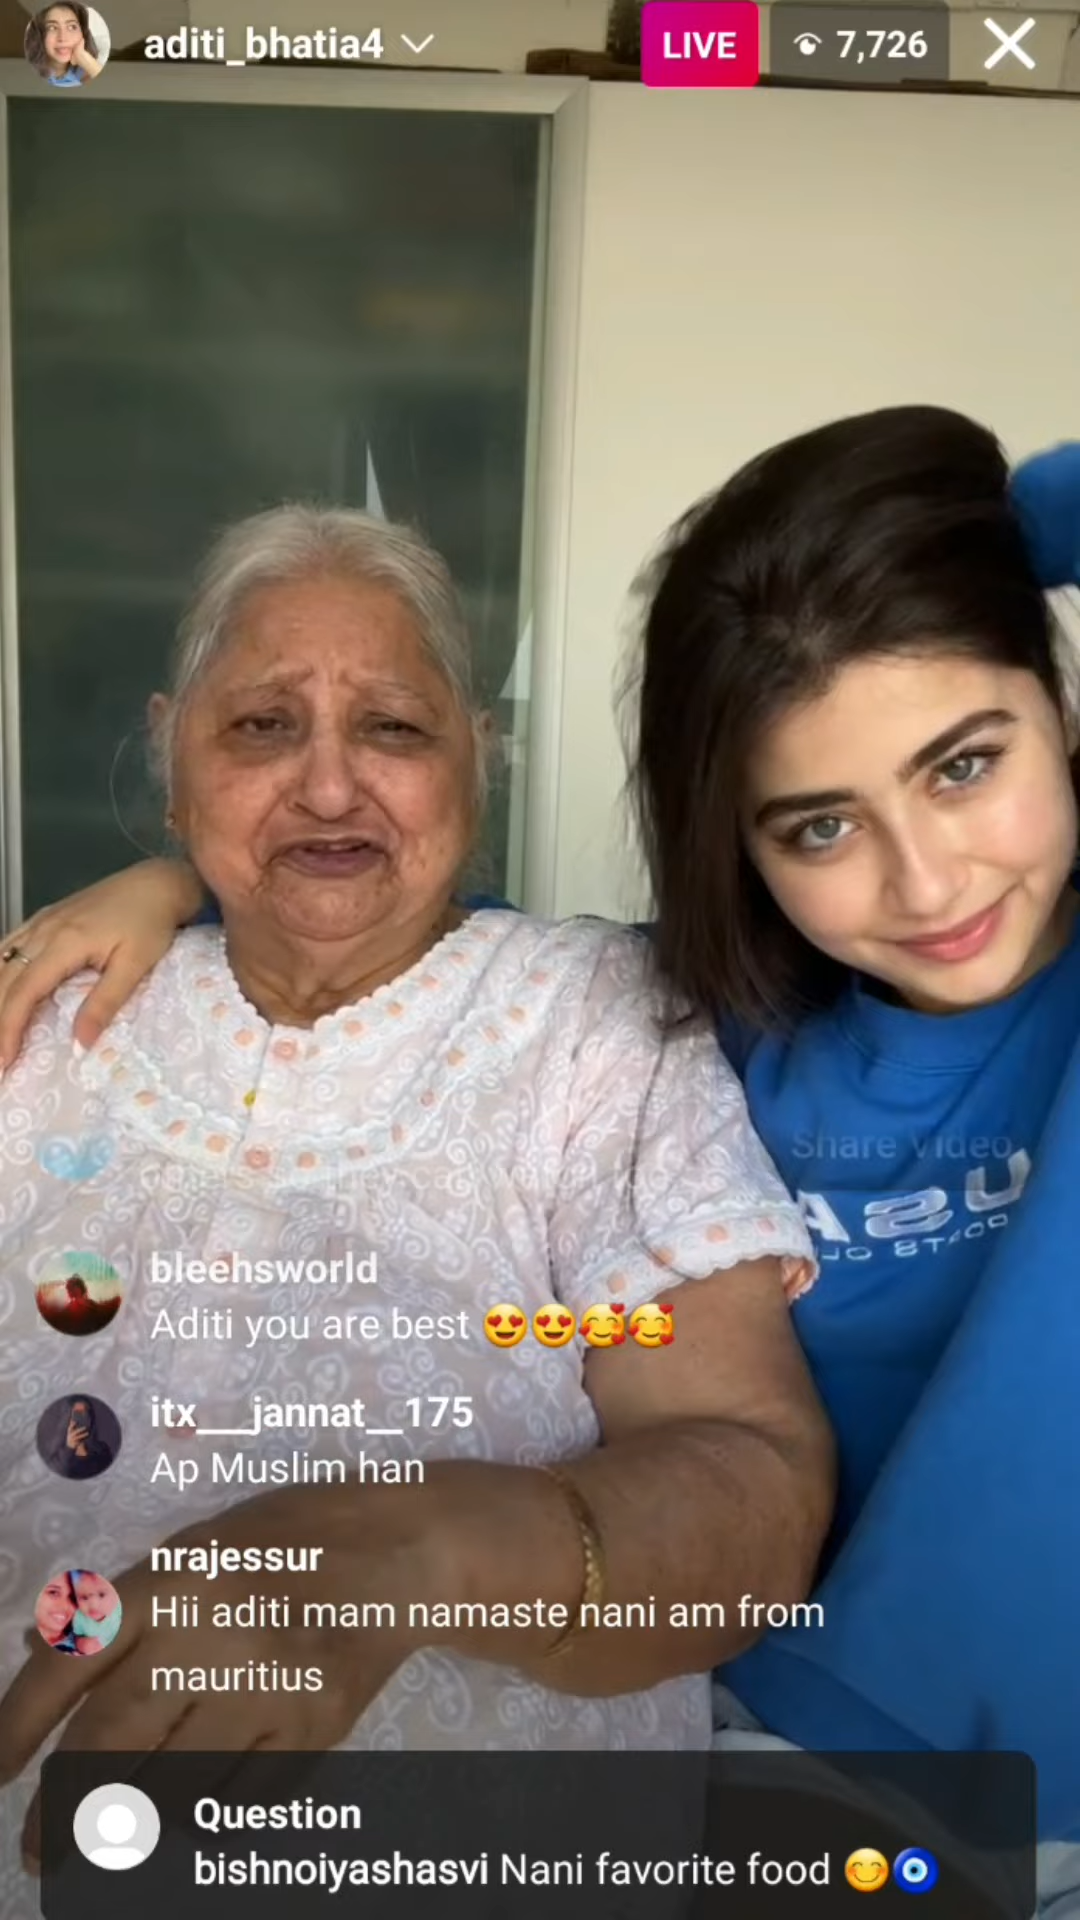 aditi_bhatia4
LIVE
7,726
Share Video
bleehsworld
Aditi you are best 😍😍🥰🥰
itx___jannat__175
Ap Muslim han
nrajessur
Hii aditi mam namaste nani am from
mauritius
Question
bishnoiyashasvi Nani favorite food 😊🧿